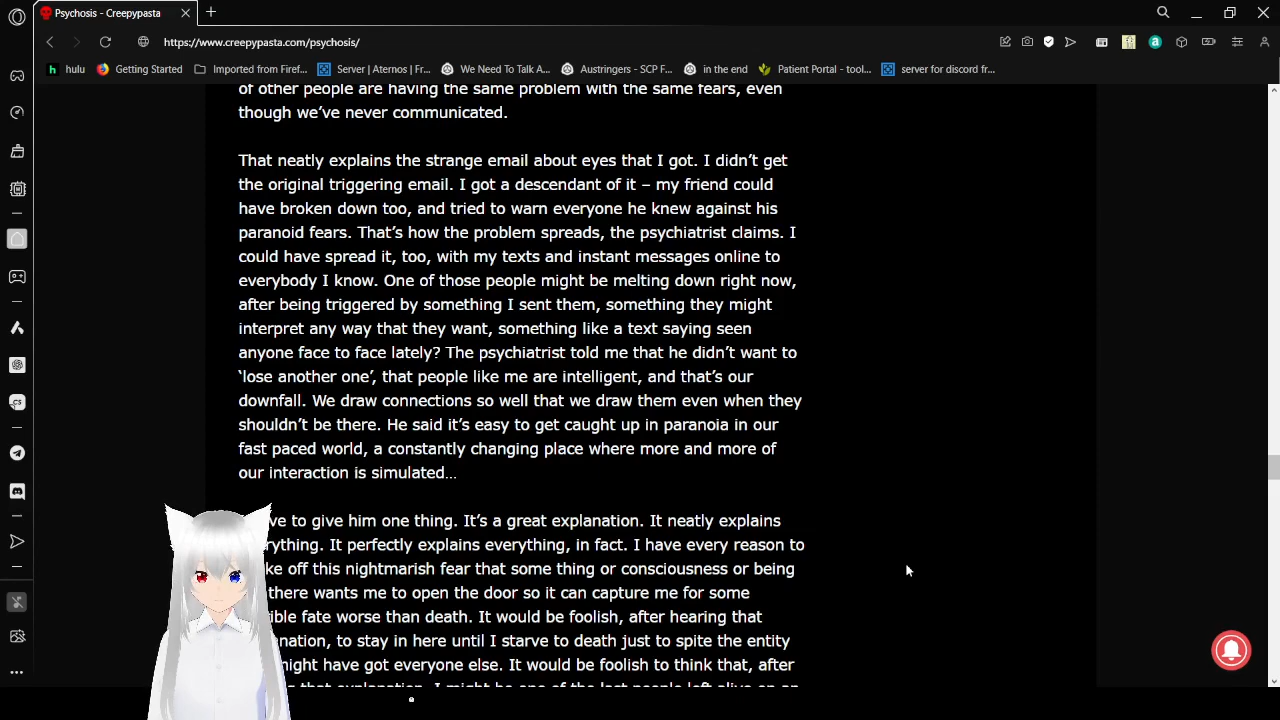 Psychosis - Creepypasta
https://www.creepypasta.com/psychosis/
hulu
Getting Started
Imported from Firef...
Server | Aternos | Fr...
We Need To Talk A...
Austringers - SCP F...
in the end
Patient Portal - tool...
server for discord fr...
of other people are having the same problem with the same fears, even
though we’ve never communicated.
That neatly explains the strange email about eyes that I got. I didn’t get
the original triggering email. I got a descendant of it – my friend could
have broken down too, and tried to warn everyone he knew against his
paranoid fears. That’s how the problem spreads, the psychiatrist claims. I
could have spread it, too, with my texts and instant messages online to
everybody I know. One of those people might be melting down right now,
after being triggered by something I sent them, something they might
interpret any way that they want, something like a text saying seen
anyone face to face lately? The psychiatrist told me that he didn’t want to
‘lose another one’, that people like me are intelligent, and that’s our
downfall. We draw connections so well that we draw them even when they
shouldn’t be there. He said it’s easy to get caught up in paranoia in our
fast paced world, a constantly changing place where more and more of
our interaction is simulated…
to give him one thing. It’s a great explanation. It neatly explains
It perfectly explains everything, in fact. I have every reason to
off this nightmarish fear that some thing or consciousness or being
there wants me to open the door so it can capture me for some
fate worse than death. It would be foolish, after hearing that
to stay in here until I starve to death just to spite the entity
might have got everyone else. It would be foolish to think that, after
that explanation, I might be one of the last people left alive on an